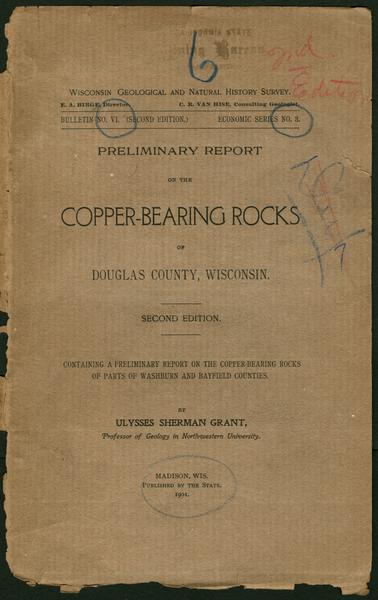 6
2nd.
Edition
WISCONSIN GEOLOGICAL AND NATURAL HISTORY SURVEY.
E. A. BIRGE, Director. C. R. VAN HISE, Consulting Geologist.
BULLETIN NO. VI. (SECOND EDITION.) ECONOMIC SERIES NO. 3.
PRELIMINARY REPORT
ON THE
COPPER-BEARING ROCKS
OF
DOUGLAS COUNTY, WISCONSIN.
SECOND EDITION.
CONTAINING A PRELIMINARY REPORT ON THE COPPER-BEARING ROCKS
OF PARTS OF WASHBURN AND BAYFIELD COUNTIES.
BY
ULYSSES SHERMAN GRANT,
Professor of Geology in Northwestern University.
MADISON, WIS.
PUBLISHED BY THE STATE.
1901.